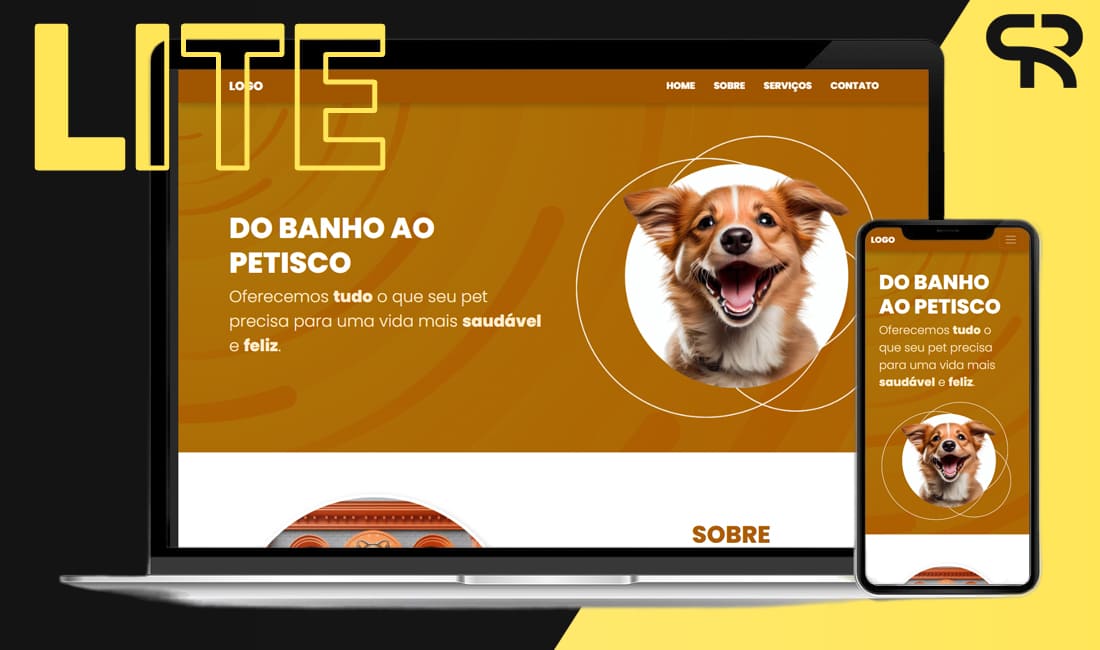 LITE
LOGO
HOME SOBRE SERVIÇOS CONTATO
DO BANHO AO
PETISCO
Oferecemos tudo o que seu pet
precisa para uma vida mais saudável
e feliz.
SOBRE
LOGO
DO BANHO
AO PETISCO
Oferecemos tudo o
que seu pet precisa
para uma vida mais
saudável e feliz.